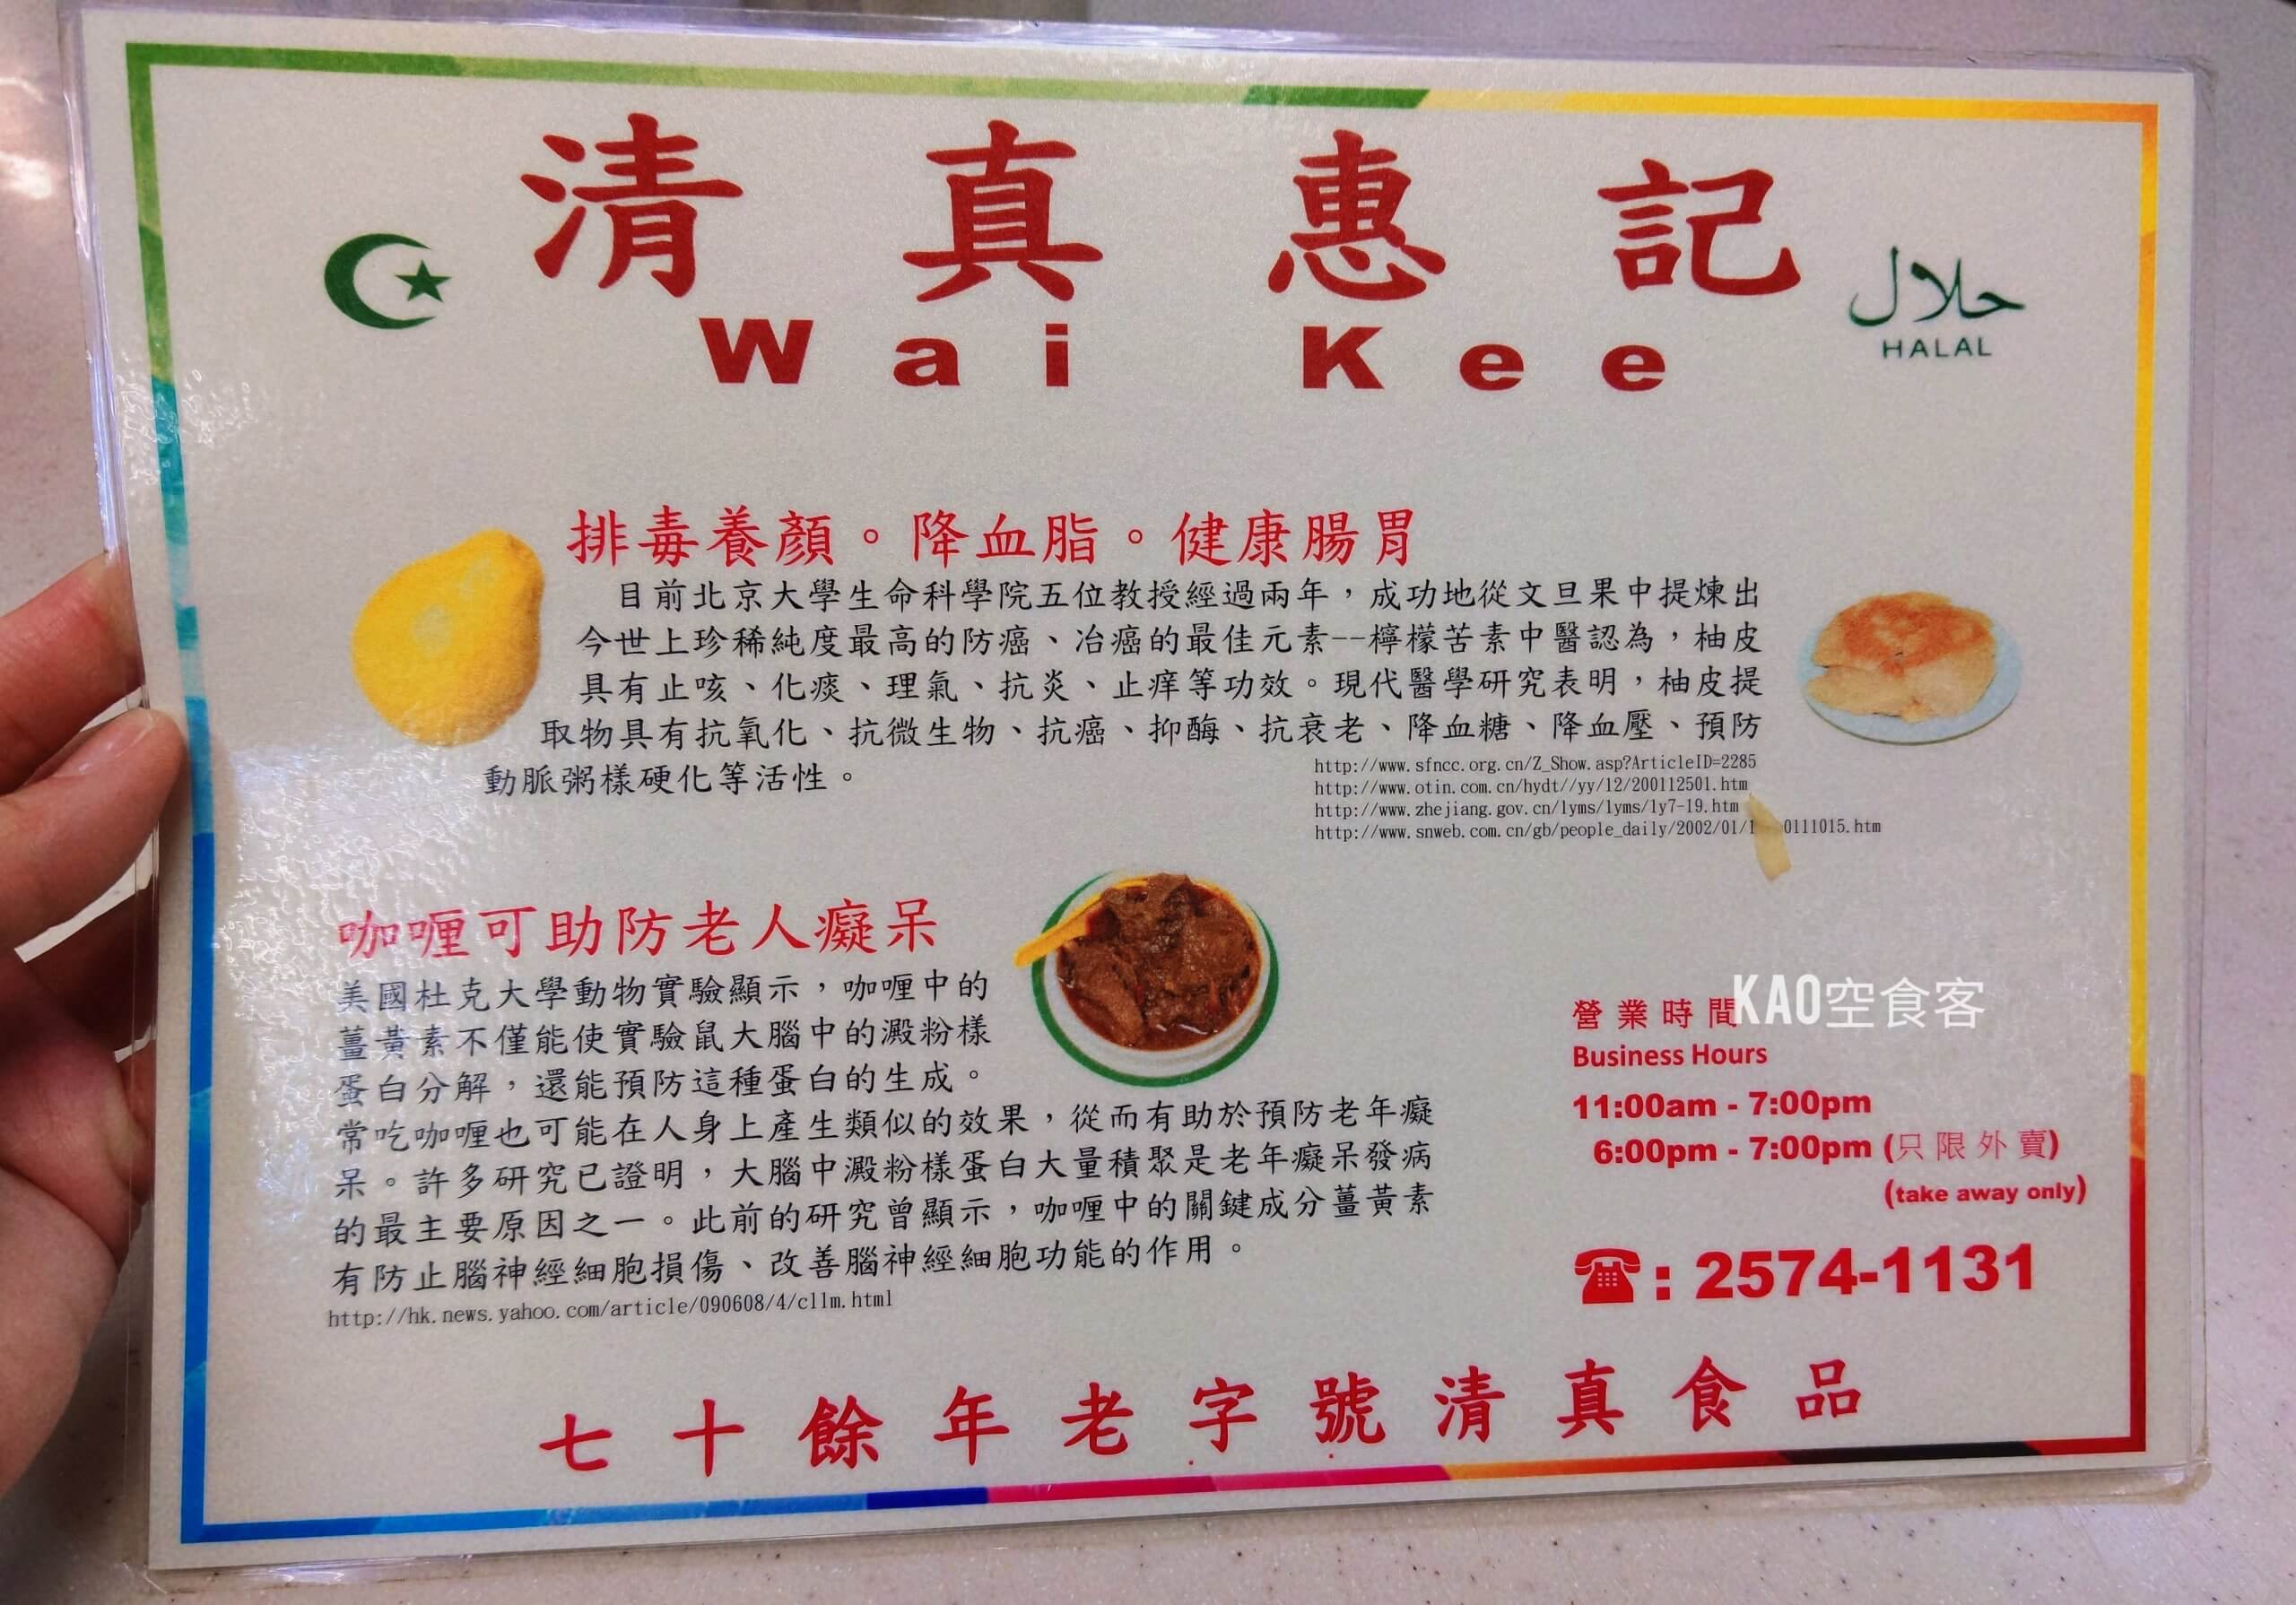 清真惠記
Wai Kee
حلال
HALAL
排毒養顏。降血脂。健康腸胃
目前北京大學生命科學院五位教授經過兩年，成功地從文旦果中提煉出
今世上珍稀純度最高的防癌、冶癌的最佳元素--檸檬苦素中醫認為，柚皮
具有止咳、化痰、理氣、抗炎、止痒等功效。現代醫學研究表明，柚皮提
取物具有抗氧化、抗微生物、抗癌、抑酶、抗衰老、降血糖、降血壓、預防
動脈粥樣硬化等活性。
http://www.sfncc.org.cn/Z_Show.asp?ArticleID=2285
http://www.otin.com.cn/hydt//yy/12/200112501.htm
http://www.zhejiang.gov.cn/lyms/lyms/ly7-19.htm
http://www.snweb.com.cn/gb/people_daily/2002/01/1 0111015.htm
咖喱可助防老人癡呆
美國杜克大學動物實驗顯示，咖喱中的
薑黃素不僅能使實驗鼠大腦中的澱粉樣
蛋白分解，還能預防這種蛋白的生成。
常吃咖喱也可能在人身上產生類似的效果，從而有助於預防老年癡
呆。許多研究已證明，大腦中澱粉樣蛋白大量積聚是老年癡呆發病
的最主要原因之一。此前的研究曾顯示，咖喱中的關鍵成分薑黃素
有防止腦神經細胞損傷、改善腦神經細胞功能的作用。
http://hk.news.yahoo.com/article/090608/4/cllm.html
營業時間
KAO空食客
Business Hours
11:00am - 7:00pm
6:00pm - 7:00pm (只限外賣)
(take away only)
☎: 2574-1131
七十餘年老字號清真食品